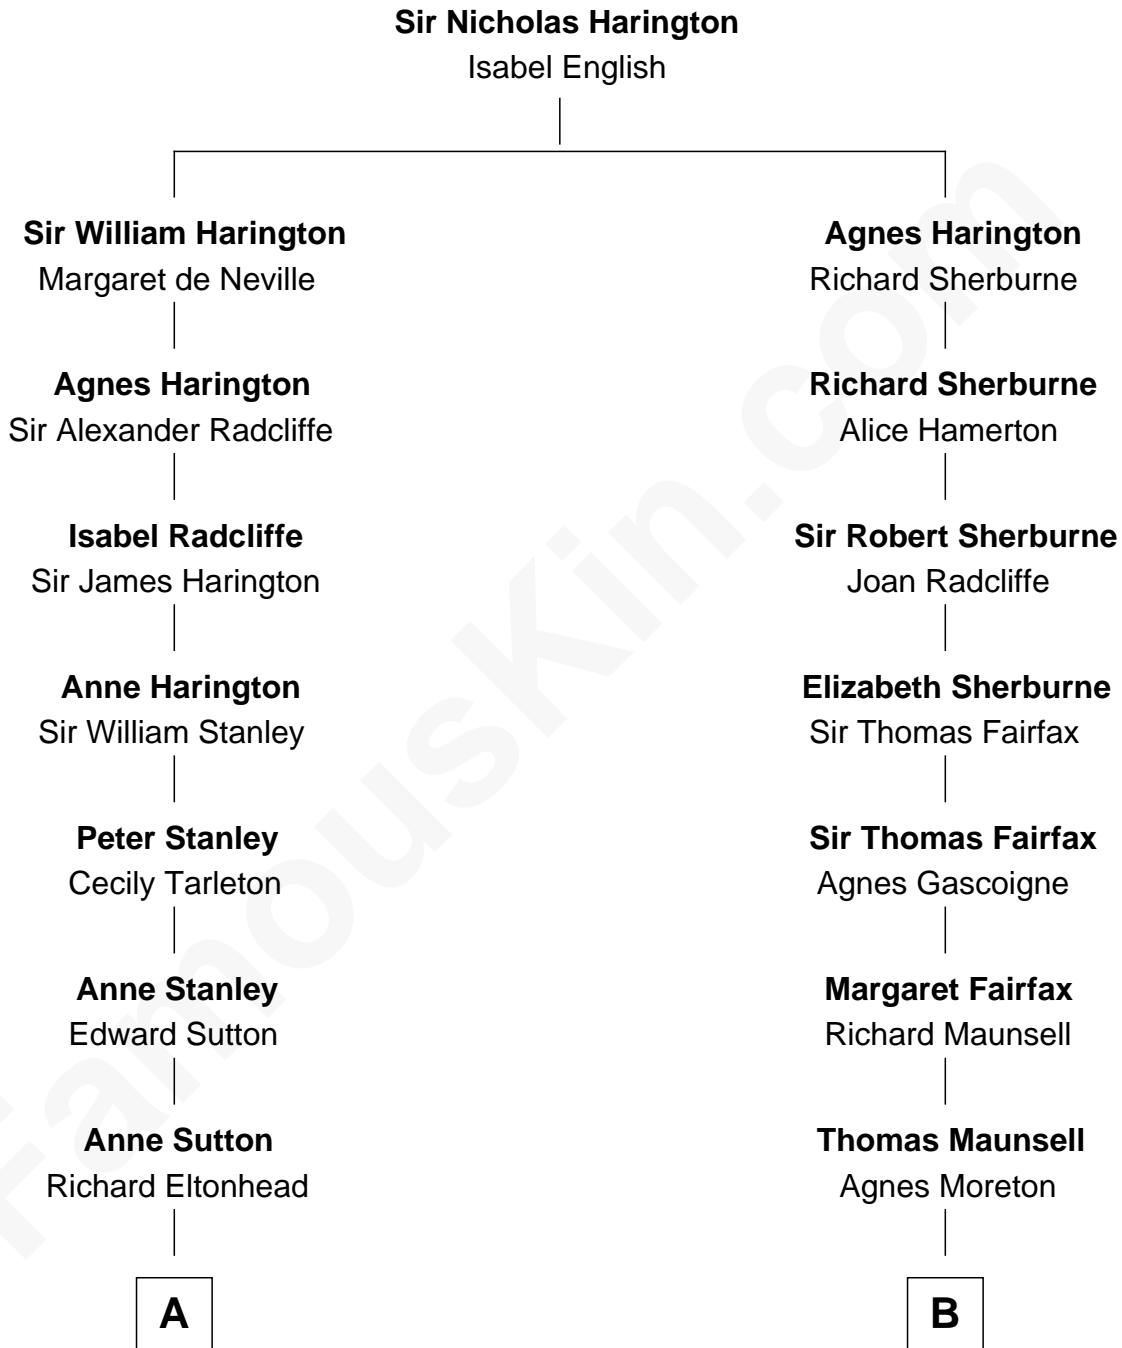 Sir Nicholas Harington
Isabel English
Sir William Harington
Margaret de Neville
Agnes Harington
Richard Sherburne
Agnes Harington
Sir Alexander Radcliffe
Richard Sherburne
Alice Hamerton
Isabel Radcliffe
Sir James Harington
Sir Robert Sherburne
Joan Radcliffe
Anne Harington
Sir William Stanley
Elizabeth Sherburne
Sir Thomas Fairfax
Peter Stanley
Cecily Tarleton
Sir Thomas Fairfax
Agnes Gascoigne
Anne Stanley
Edward Sutton
Margaret Fairfax
Richard Maunsell
Anne Sutton
Richard Eltonhead
Thomas Maunsell
Agnes Moreton
A
B
FamousKin.com